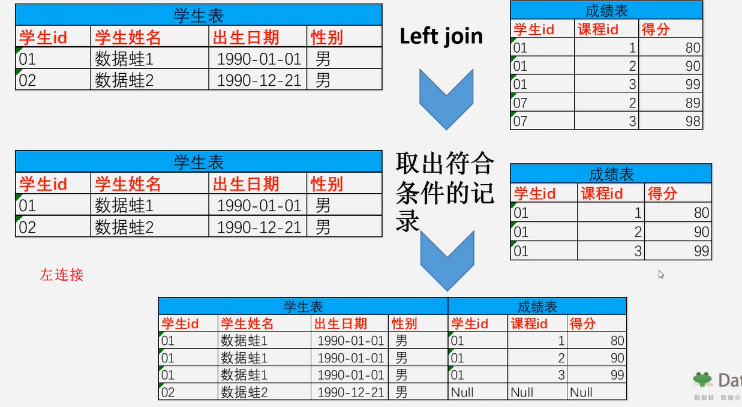 学生表
学生id 学生姓名 出生日期 性别
01 数据蛙1 1990-01-01 男
02 数据蛙2 1990-12-21 男
Left join
成绩表
学生id 课程id 得分
01 1 80
01 2 90
01 3 99
07 2 89
07 3 98
学生表
学生id 学生姓名 出生日期 性别
01 数据蛙1 1990-01-01 男
02 数据蛙2 1990-12-21 男
取出符合
条件的记
录
成绩表
学生id 课程id 得分
01 1 80
01 2 90
01 3 99
左连接
学生表 成绩表
学生id 学生姓名 出生日期 性别 学生id 课程id 得分
01 数据蛙1 1990-01-01 男 01 1 80
01 数据蛙1 1990-01-01 男 01 2 90
01 数据蛙1 1990-01-01 男 01 3 99
02 数据蛙2 1990-12-21 男 Null Null Null
Dat
数据蛙 数据分